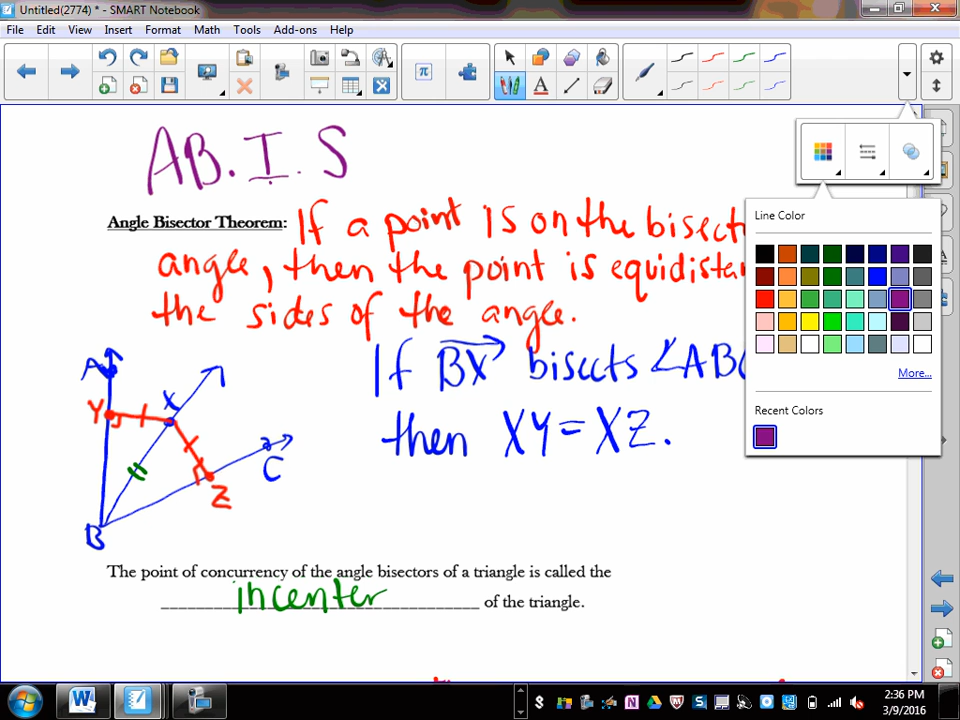 Untitled(2774) * - SMART Notebook
File Edit View Insert Format Math Tools Add-ons Help
AB. I. S
Line Color
Angle Bisector Theorem: If a point is on the bisect
angle, then the point is equidistan
the sides of the angle.
If BX bisects ∠AB
More...
Recent Colors
then XY = XZ.
A
Y
X
C
Z
B
The point of concurrency of the angle bisectors of a triangle is called the
incenter of the triangle.
2:36 PM
3/9/2016